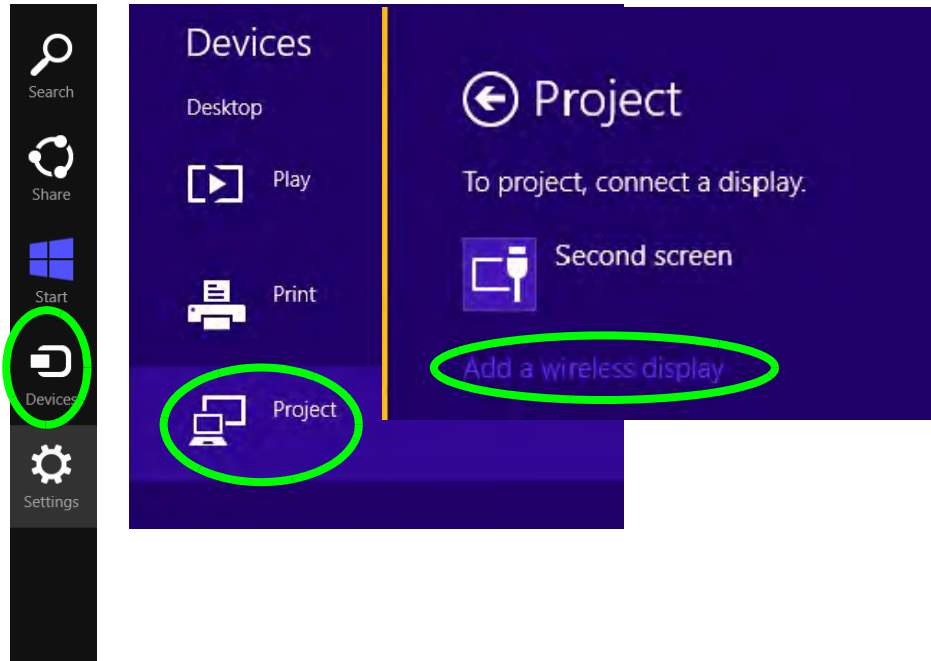 Search
Share
Start
Devices
Settings
Devices
Desktop
Play
Print
Project
Project
To project, connect a display.
Second screen
Add a wireless display